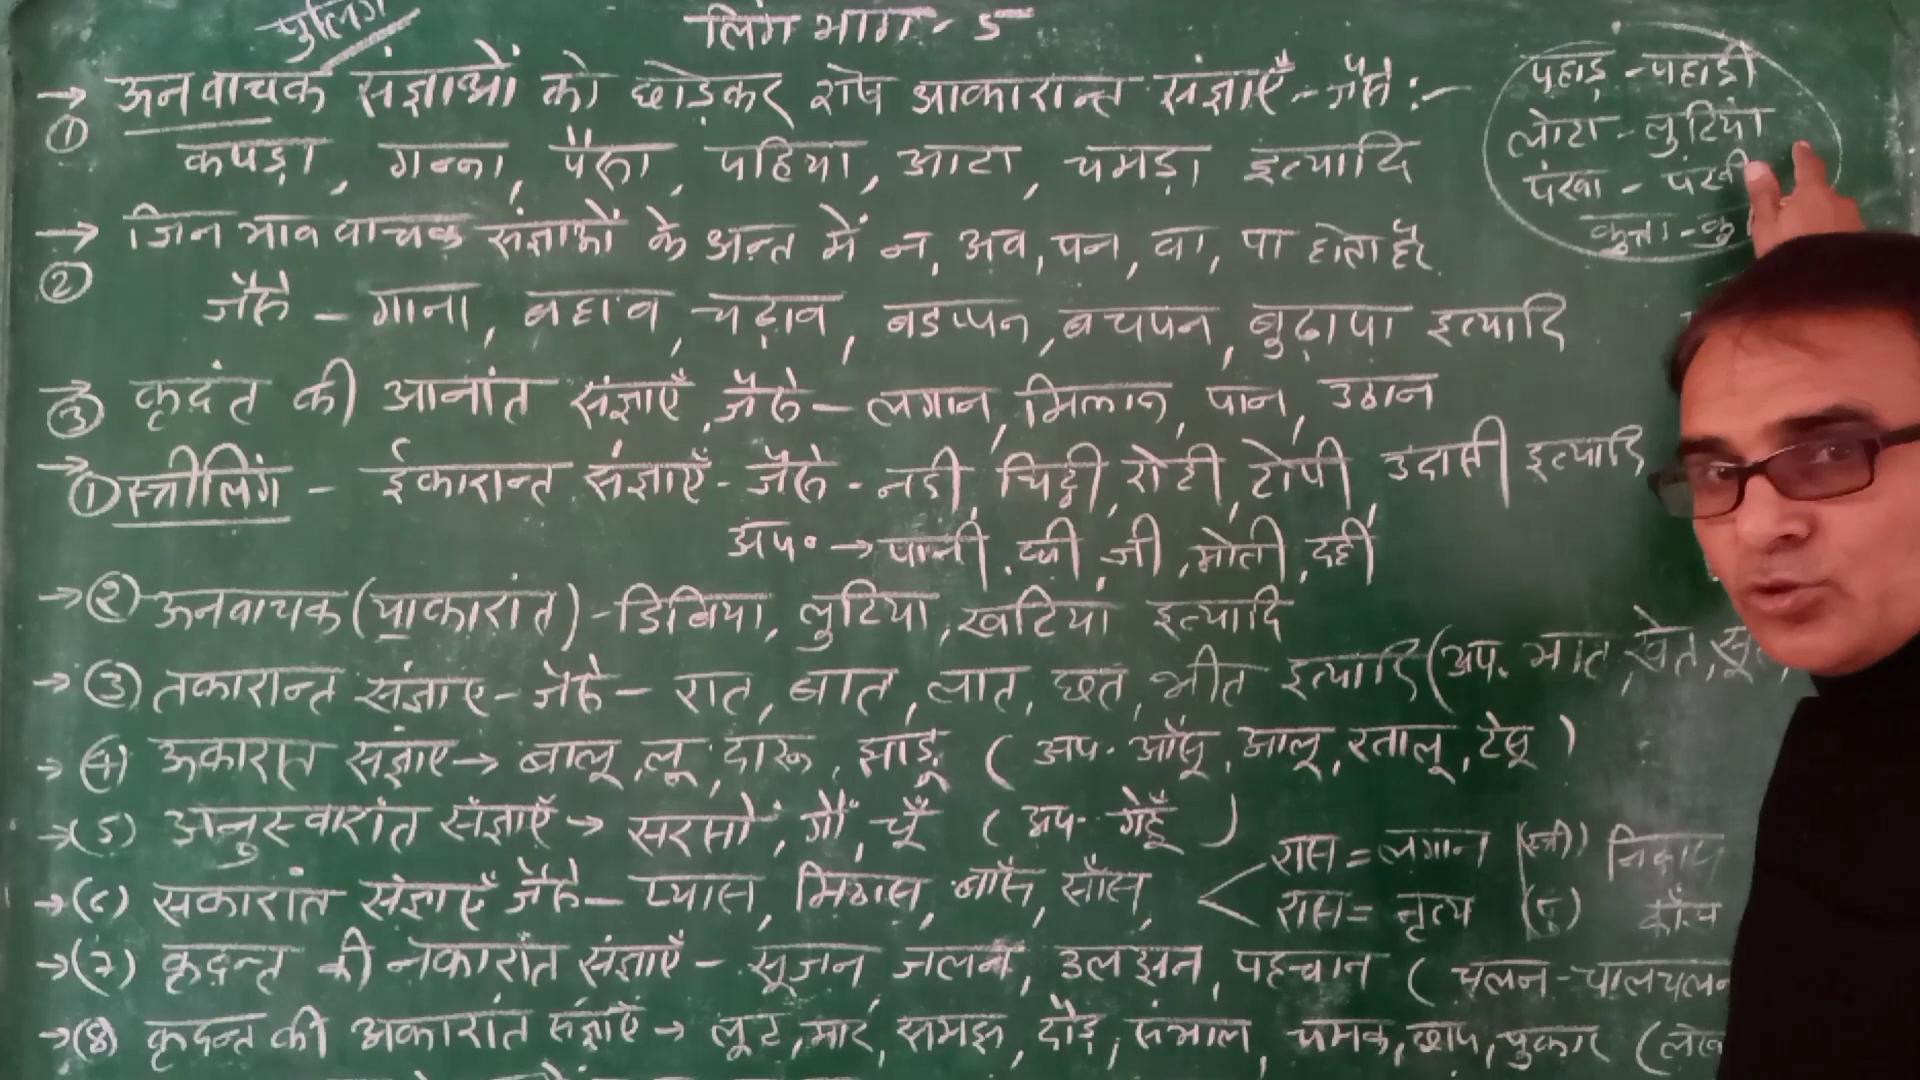 पुलिंग
लिंग भाग - 5
→ ① ऊनवाचक संज्ञाओं को छोड़कर शेष आकारान्त संज्ञाएँ - जैसे :-
कपड़ा, गन्ना, पैसा, पहिया, आटा, चमड़ा इत्यादि
पहाड़ - पहाडी
लोटा - लुटिया
पंखा - पंखी
कुत्ता - कु
→ ② जिन भाव वाचक संज्ञाओं के अन्त में न, अव, पन, वा, पा होता है
जैसे - गाना, बहाव, चढ़ाव, बडप्पन, बचपन, बुढ़ापा इत्यादि
→ ③ कृदंत की आनांत संज्ञाएँ जैसे - लगान, मिलान, पान, उठान
→ ① स्त्रीलिंग - ईकारान्त संज्ञाएँ - जैसे - नदी, चिट्ठी, रोटी, टोपी, उदासी इत्यादि
अप० → पानी, घी, जी, मोती, दही
→ ② ऊनवाचक (याकारांत) - डिबिया, लुटिया, खटिया इत्यादि
→ ③ तकारान्त संज्ञाए - जैसे - रात, बात, लात, छत, भीत इत्यादि (अप. भात, खेत, सू
→ (4) ऊकारांत संज्ञाए → बालू, लू, दारू, झाड़ू (अप. आँसू, आलू, रतालू, टेसू)
→ (5) अनुस्वारांत संज्ञाएँ → सरसों, गौं, चूँ (अप. गेहूँ)
→ (6) सकारांत संज्ञाएँ जैसे - प्यास, मिठास, बाँस, साँस,
रास = लगान (स्त्री)
रास = नृत्य (पु)
निकास
काँस
→ (7) कृदन्त की नकारांत संज्ञाएँ - सूजन जलन, उलझन, पहचान (चलन - चालचलन
→ (8) कृदन्त की अकारांत संज्ञाएँ → लूट, मार, समझ, दौड़, संभाल, चमक, छाप, पुकार (लेख